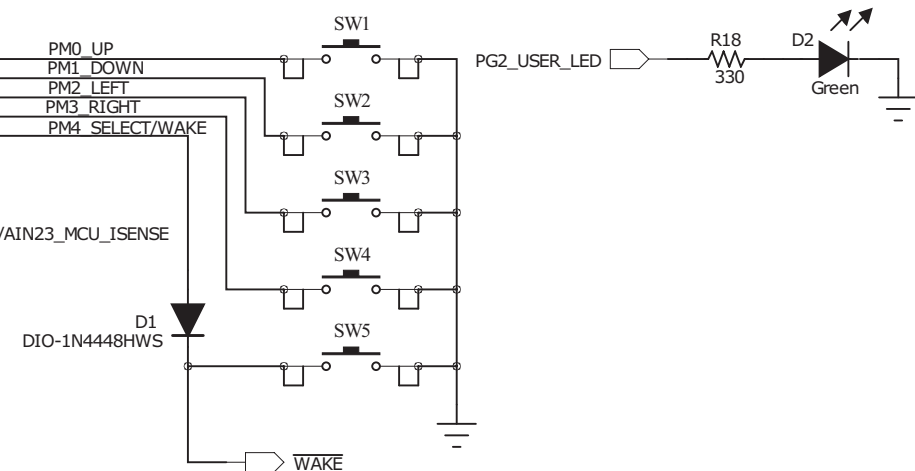 SW1
PM0_UP
PM1_DOWN
PM2_LEFT
PM3_RIGHT
PM4_SELECT/WAKE
SW2
SW3
/AIN23_MCU_ISENSE
SW4
D1
DIO-1N4448HWS
SW5
WAKE
PG2_USER_LED
R18
330
D2
Green